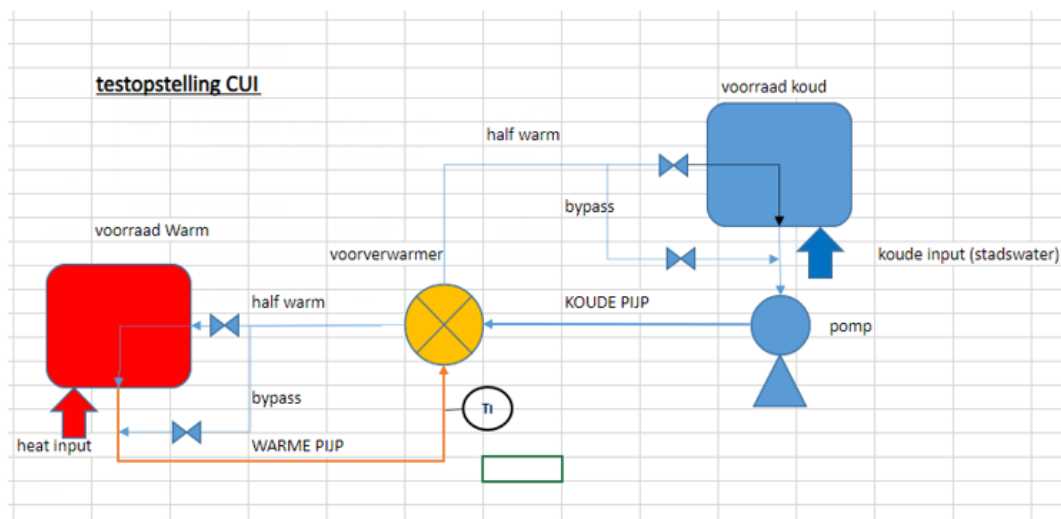 testopstelling CUI
voorraad koud
half warm
bypass
voorraad Warm
voorverwarmer
koude input (stadswater)
half warm
KOUDE PIJP
pomp
bypass
TI
heat input
WARME PIJP